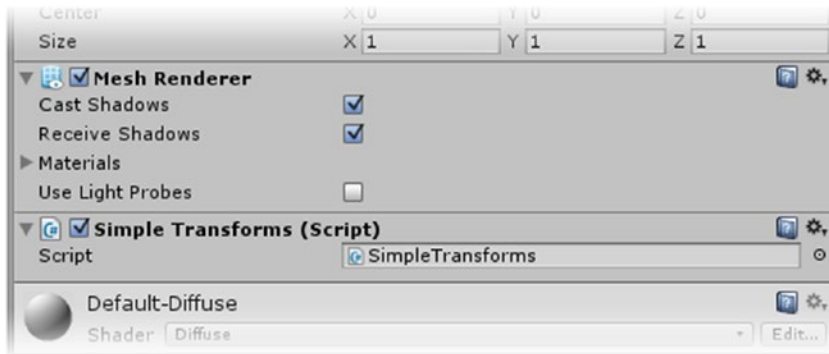 Center X 0 Y 0 Z 0
Size X 1 Y 1 Z 1
Mesh Renderer
Cast Shadows
Receive Shadows
Materials
Use Light Probes
Simple Transforms (Script)
Script SimpleTransforms
Default-Diffuse
Shader Diffuse Edit...